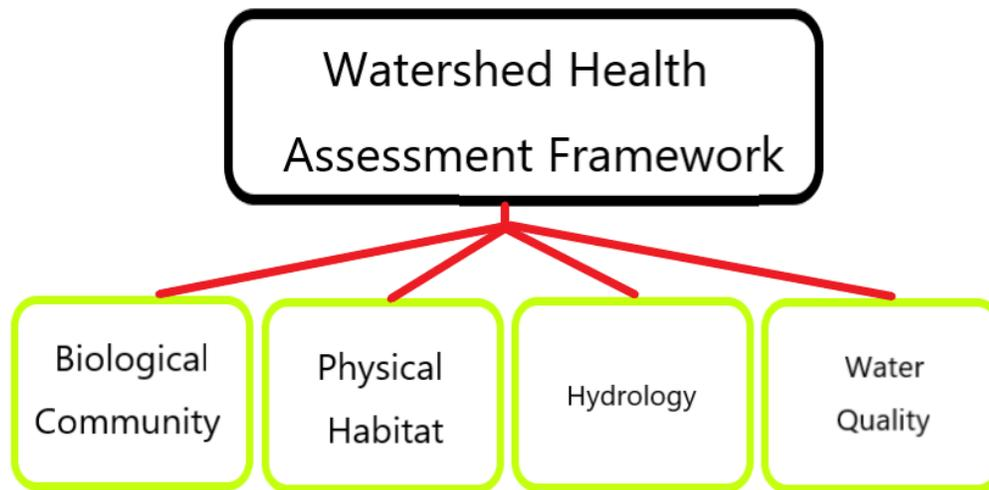 Watershed Health
Assessment Framework
Biological
Community
Physical
Habitat
Hydrology
Water
Quality